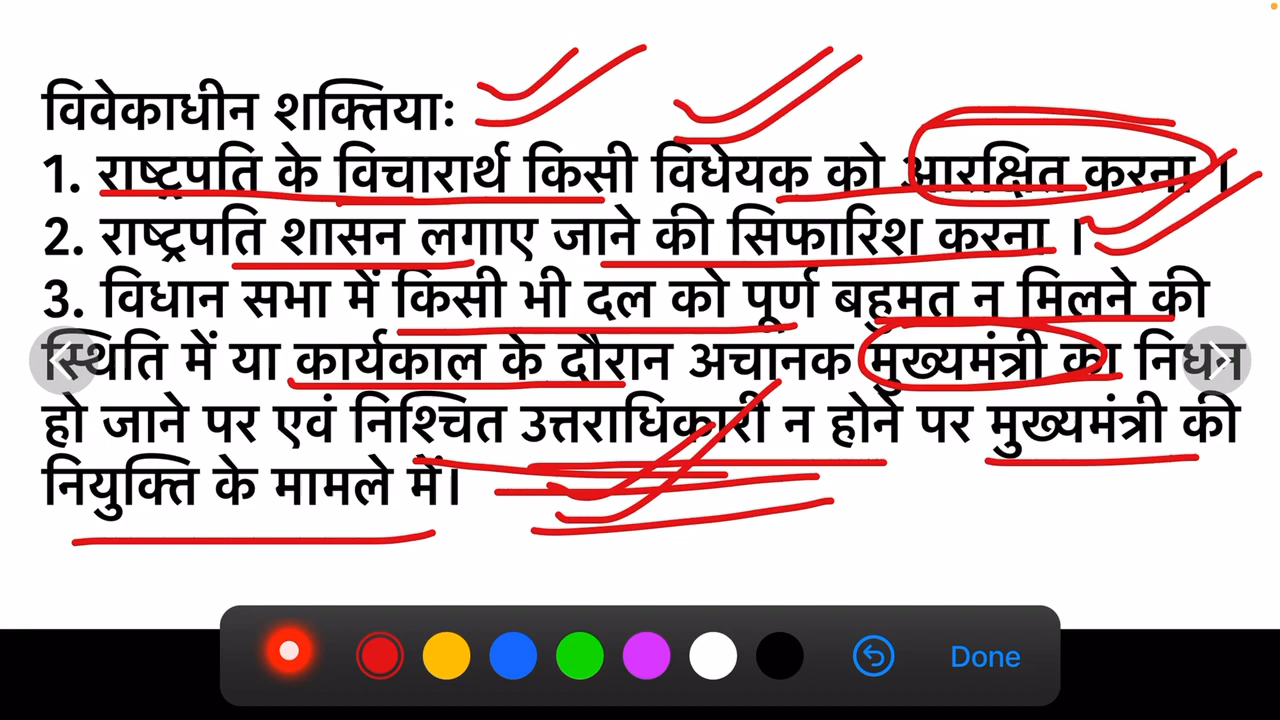 विवेकाधीन शक्तियाः
1. राष्ट्रपति के विचारार्थ किसी विधेयक को आरक्षित करना ।
2. राष्ट्रपति शासन लगाए जाने की सिफारिश करना ।
3. विधान सभा में किसी भी दल को पूर्ण बहुमत न मिलने की
स्थिति में या कार्यकाल के दौरान अचानक मुख्यमंत्री का निधन
हो जाने पर एवं निश्चित उत्तराधिकारी न होने पर मुख्यमंत्री की
नियुक्ति के मामले में।
Done